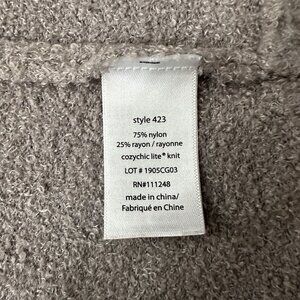 style 423
75% nylon
25% rayon / rayonne
cozychic lite® knit
LOT # 1905CG03
RN#111248
made in china/
Fabriqué en Chine